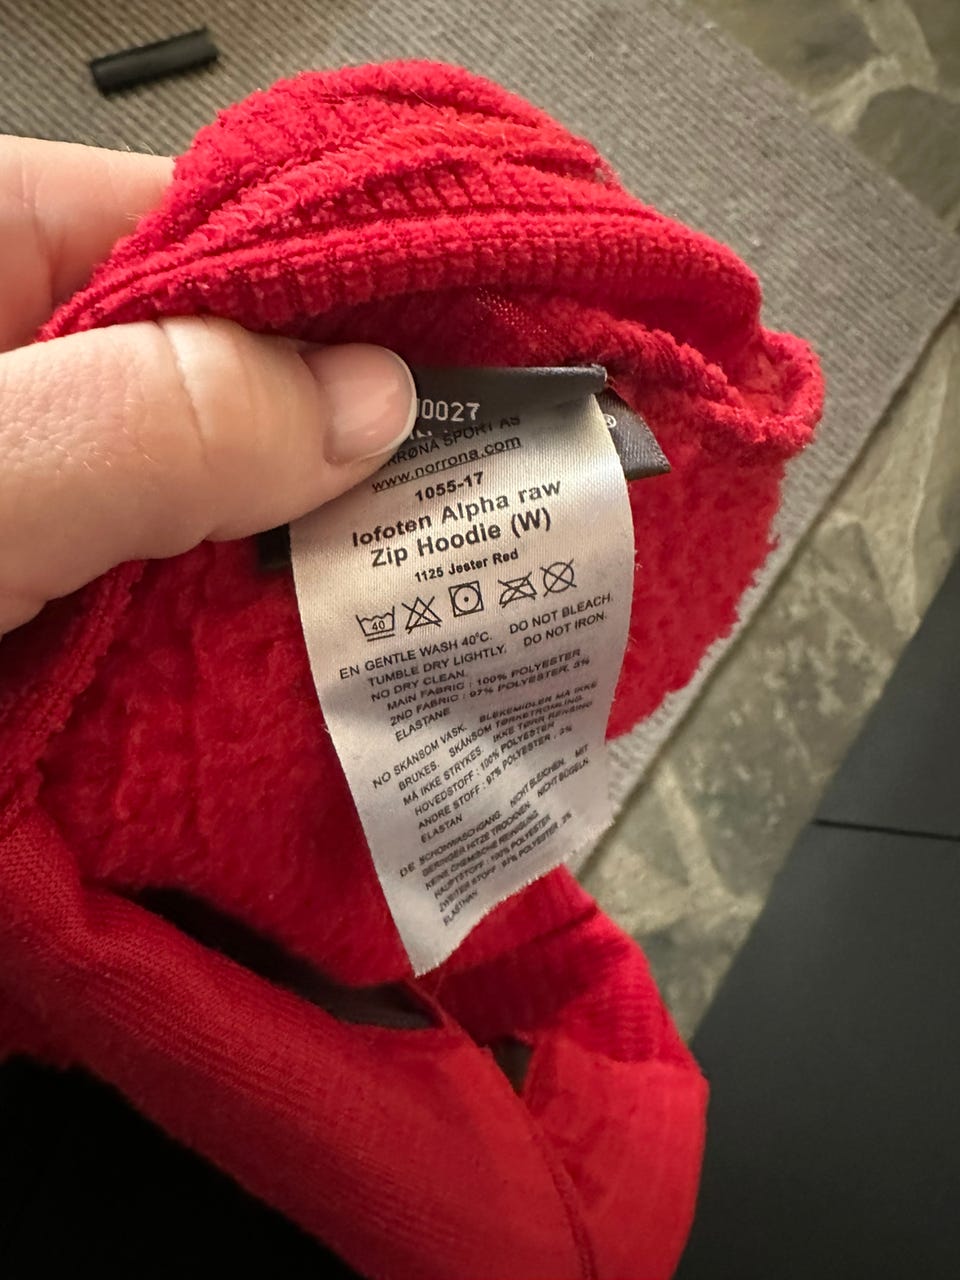 0027
RRØNA SPORT AS
www.norrona.com
1055-17
lofoten Alpha raw
Zip Hoodie (W)
1125 Jester Red
40
EN GENTLE WASH 40°C. DO NOT BLEACH.
TUMBLE DRY LIGHTLY. DO NOT IRON.
NO DRY CLEAN.
MAIN FABRIC : 100% POLYESTER
2ND FABRIC : 97% POLYESTER, 3%
ELASTANE
NO SKÅNSOM VASK. BLEKEMIDLER MÅ IKKE
BRUKES. SKÅNSOM TØRKETROMLING.
MÅ IKKE STRYKES. IKKE TØRR RENSING
HOVEDSTOFF : 100% POLYESTER
ANDRE STOFF : 97% POLYESTER, 3%
ELASTAN
DE SCHONWASCHGANG. NICHT BLEICHEN. MIT
GERINGER HITZE TROCKNEN. NICHT BÜGELN.
KEINE CHEMISCHE REINIGUNG
HAUPTSTOFF : 100% POLYESTER
ZWEITER STOFF : 97% POLYESTER, 3%
ELASTHAN